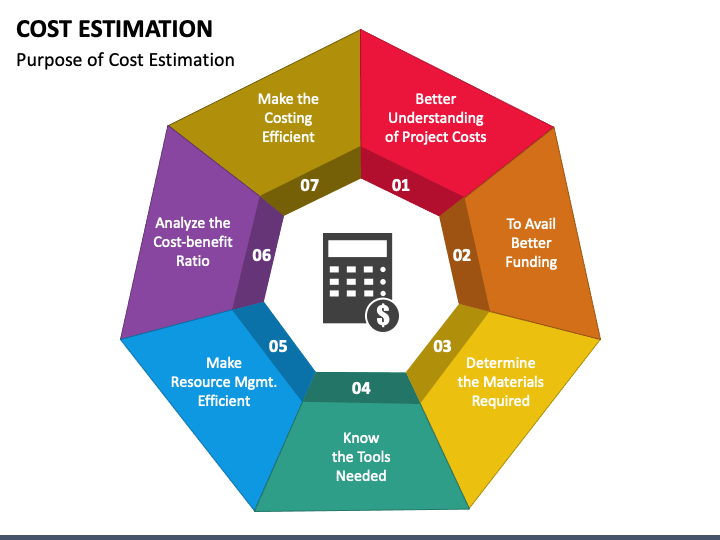 COST ESTIMATION
Purpose of Cost Estimation
Better
Understanding
of Project Costs
01
To Avail
Better
Funding
02
Determine
the Materials
Required
03
Know
the Tools
Needed
04
Make
Resource Mgmt.
Efficient
05
Analyze the
Cost-benefit
Ratio
06
Make the
Costing
Efficient
07
$